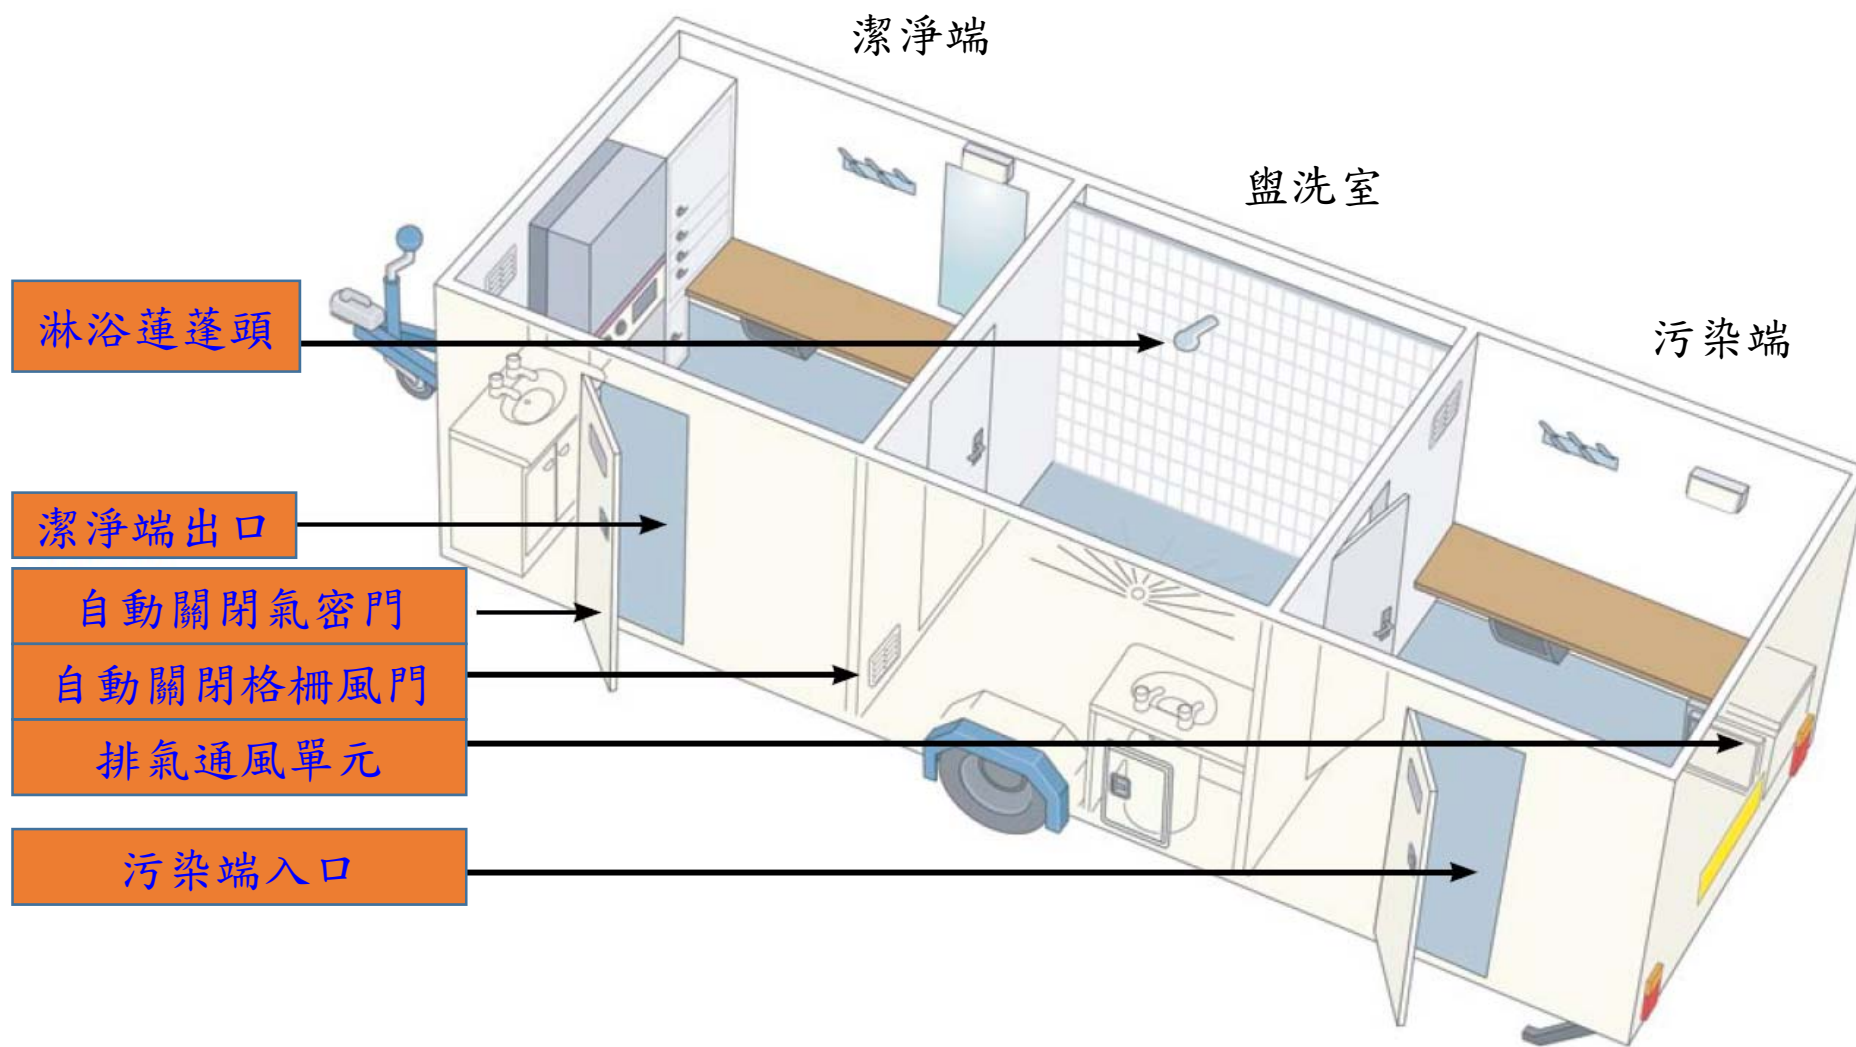 潔淨端
盥洗室
污染端
淋浴蓮蓬頭
潔淨端出口
自動關閉氣密門
自動關閉格柵風門
排氣通風單元
污染端入口